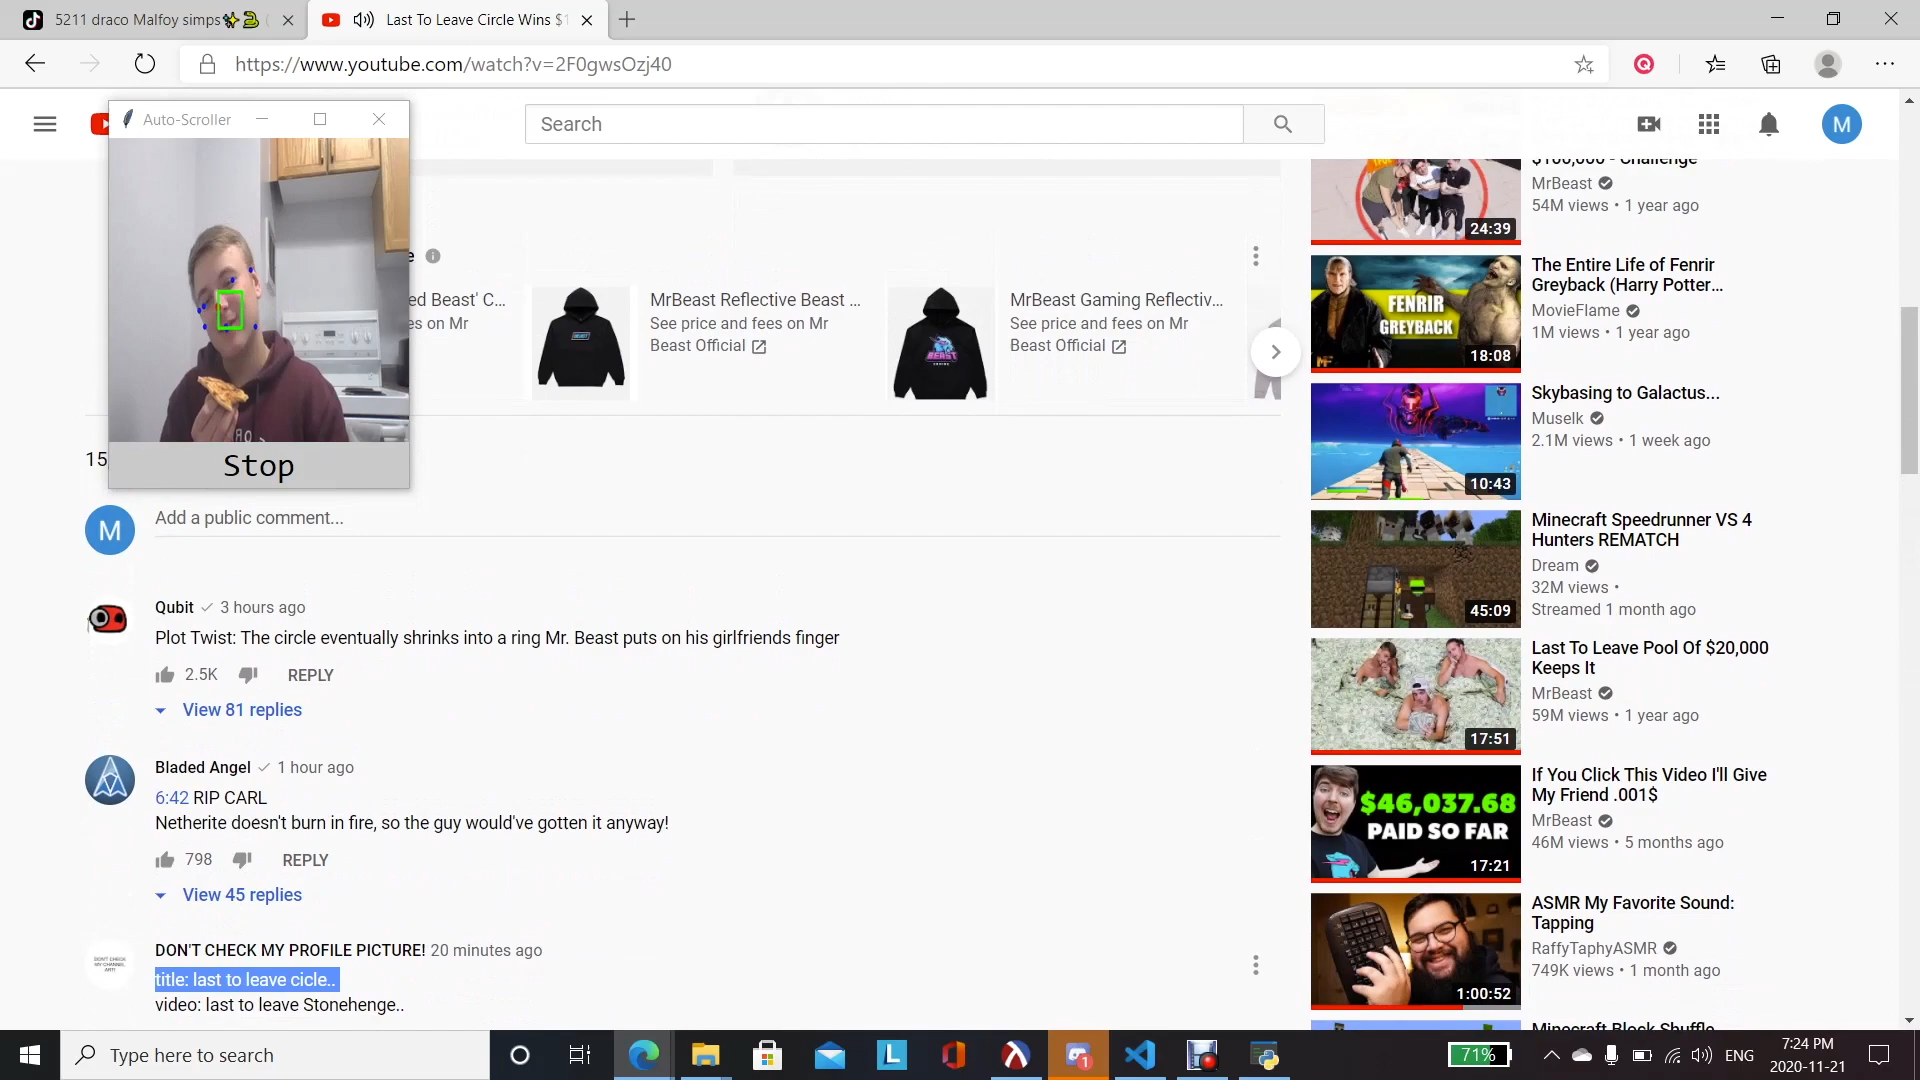 5211 draco Malfoy simps
Last To Leave Circle Wins $1
https://www.youtube.com/watch?v=2F0gwsOzj40
Auto-Scroller
Search
M
Stop
e
ed Beast' C...
es on Mr
MrBeast Reflective Beast ...
See price and fees on Mr
Beast Official
MrBeast Gaming Reflectiv...
See price and fees on Mr
Beast Official
15
M
Add a public comment...
Qubit 3 hours ago
Plot Twist: The circle eventually shrinks into a ring Mr. Beast puts on his girlfriends finger
2.5K REPLY
View 81 replies
Bladed Angel 1 hour ago
6:42 RIP CARL
Netherite doesn't burn in fire, so the guy would've gotten it anyway!
798 REPLY
View 45 replies
DON'T CHECK MY PROFILE PICTURE! 20 minutes ago
title: last to leave cicle..
video: last to leave Stonehenge..
$100,000 - Challenge
MrBeast
54M views • 1 year ago
24:39
The Entire Life of Fenrir
Greyback (Harry Potter...
MovieFlame
1M views • 1 year ago
FENRIR
GREYBACK
18:08
Skybasing to Galactus...
Muselk
2.1M views • 1 week ago
10:43
Minecraft Speedrunner VS 4
Hunters REMATCH
Dream
32M views •
Streamed 1 month ago
45:09
Last To Leave Pool Of $20,000
Keeps It
MrBeast
59M views • 1 year ago
17:51
If You Click This Video I'll Give
My Friend .001$
MrBeast
46M views • 5 months ago
$46,037.68
PAID SO FAR
17:21
ASMR My Favorite Sound:
Tapping
RaffyTaphyASMR
749K views • 1 month ago
1:00:52
Minecraft Block Shuffle
Type here to search
71%
ENG
7:24 PM
2020-11-21